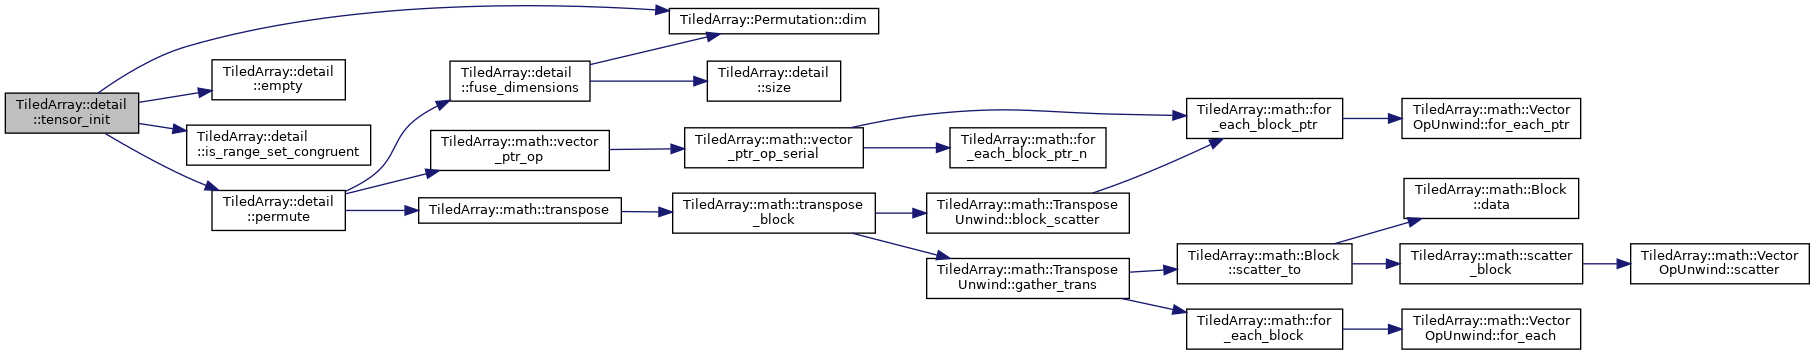 TiledArray::detail
::tensor_init
TiledArray::Permutation::dim
TiledArray::detail
::empty
TiledArray::detail
::is_range_set_congruent
TiledArray::detail
::permute
TiledArray::detail
::fuse_dimensions
TiledArray::detail
::size
TiledArray::math::vector
_ptr_op
TiledArray::math::vector
_ptr_op_serial
TiledArray::math::for
_each_block_ptr
TiledArray::math::Vector
OpUnwind::for_each_ptr
TiledArray::math::for
_each_block_ptr_n
TiledArray::math::transpose
TiledArray::math::transpose
_block
TiledArray::math::Transpose
Unwind::block_scatter
TiledArray::math::Transpose
Unwind::gather_trans
TiledArray::math::Block
::scatter_to
TiledArray::math::Block
::data
TiledArray::math::scatter
_block
TiledArray::math::Vector
OpUnwind::scatter
TiledArray::math::for
_each_block
TiledArray::math::Vector
OpUnwind::for_each